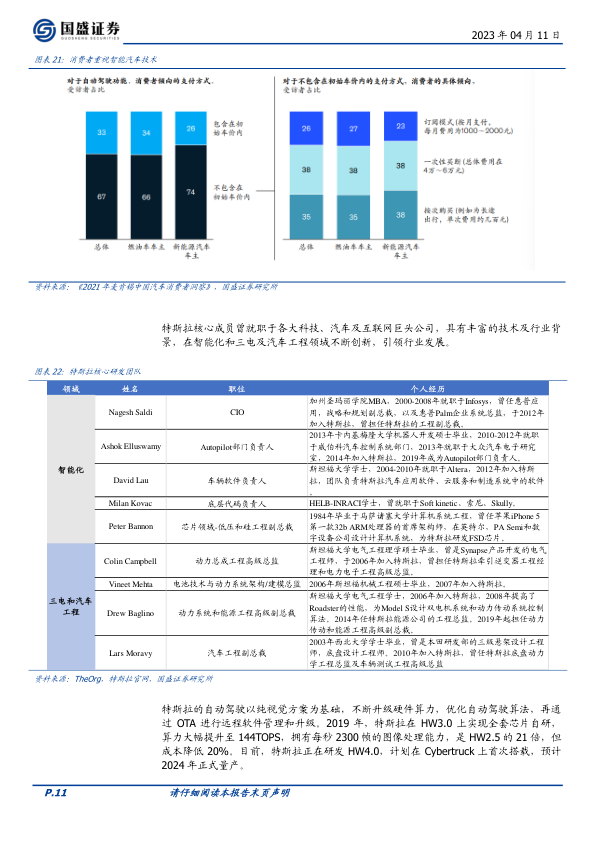 国盛证券
GUOSHENG SECURITIES
2023 年 04 月 11 日
图表 21：消费者重视智能汽车技术
对于自动驾驶功能，消费者倾向的支付方式，
受访者占比
33
34
26
包含在初
始车价内
67
66
74
不包含在
初始车价内
总体
燃油车车主
新能源汽车
车主
对于不包含在初始车价内的支付方式，消费者的具体倾向，
受访者占比
26
27
23
订阅模式(按月支付，
每月费用为1000～2000元)
38
38
38
一次性买断(总体费用在
4万～6万元)
35
35
38
按次购买(例如为长途
出行，单次费用约几百元)
总体
燃油车车主
新能源汽车
车主
资料来源：《2021 年麦肯锡中国汽车消费者洞察》，国盛证券研究所
特斯拉核心成员曾就职于各大科技、汽车及互联网巨头公司，具有丰富的技术及行业背
景，在智能化和三电及汽车工程领域不断创新，引领行业发展。
图表 22：特斯拉核心研发团队
领域 姓名 职位 个人经历
智能化
Nagesh Saldi CIO
加州圣玛丽学院MBA，2000-2008年就职于Infosys，曾任惠普应
用，战略和规划副总裁，以及惠普Palm企业系统总监，于2012年
加入特斯拉，曾担任特斯拉的工程副总裁。
Ashok Elluswamy Autopilot部门负责人
2013年卡内基梅隆大学机器人开发硕士毕业，2010-2012年就职
于威伯科汽车控制系统部门，2013年就职于大众汽车电子研究
室，2014年加入特斯拉，2019年成为Autopilot部门负责人。
David Lau 车辆软件负责人
斯坦福大学学士，2004-2010年就职于Altera，2012年加入特斯
拉，团队负责特斯拉汽车应用软件、云服务和制造系统中的软件
。
Milan Kovac 底层代码负责人 HELB-INRACI学士，曾就职于Soft kinetic、索尼、Skully。
Peter Bannon 芯片领域-低压和硅工程副总裁
1984年毕业于马萨诸塞大学计算机系统工程，曾任苹果iPhone 5
第一款32b ARM处理器的首席架构师，在英特尔，PA Semi和数
字设备公司设计计算机系统，为特斯拉研发FSD芯片。
三电和汽车
工程
Colin Campbell 动力总成工程高级总监
斯坦福大学电气工程理学硕士毕业，曾是Synapse产品开发的电气
工程师，于2006年加入特斯拉，曾担任特斯拉牵引逆变器工程经
理和电力电子工程高级总监。
Vineet Mehta 电池技术与动力系统架构/建模总监 2006年斯坦福机械工程硕士毕业，2007年加入特斯拉。
Drew Baglino 动力系统和能源工程高级副总裁
斯坦福大学电气工程学士，2006年加入特斯拉，2008年提高了
Roadster的性能，为Model S设计双电机系统和动力传动系统控制
算法，2014年任特斯拉能源公司的工程总监。2019年起担任动力
传动和能源工程高级副总裁。
Lars Moravy 汽车工程副总裁
2003年西北大学学士毕业，曾是本田研发部的三级悬架设计工程
师，底盘设计工程师。2010年加入特斯拉，曾任特斯拉底盘动力
学工程总监及车辆测试工程高级总监
资料来源：TheOrg，特斯拉官网，国盛证券研究所
特斯拉的自动驾驶以纯视觉方案为基础，不断升级硬件算力，优化自动驾驶算法，再通
过 OTA 进行远程软件管理和升级。2019 年，特斯拉在 HW3.0 上实现全套芯片自研，
算力大幅提升至 144TOPS，拥有每秒 2300 帧的图像处理能力，是 HW2.5 的 21 倍，但
成本降低 20%。目前，特斯拉正在研发 HW4.0，计划在 Cybertruck 上首次搭载，预计
2024 年正式量产。
P.11
请仔细阅读本报告末页声明